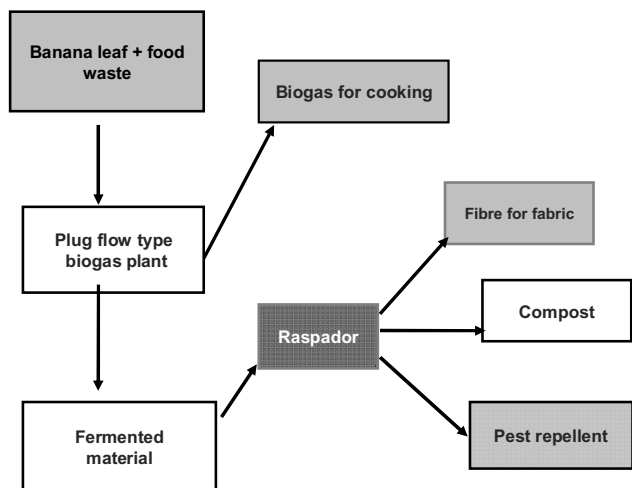 Banana leaf + food
waste
Biogas for cooking
Plug flow type
biogas plant
Fibre for fabric
Raspador
Compost
Fermented
material
Pest repellent